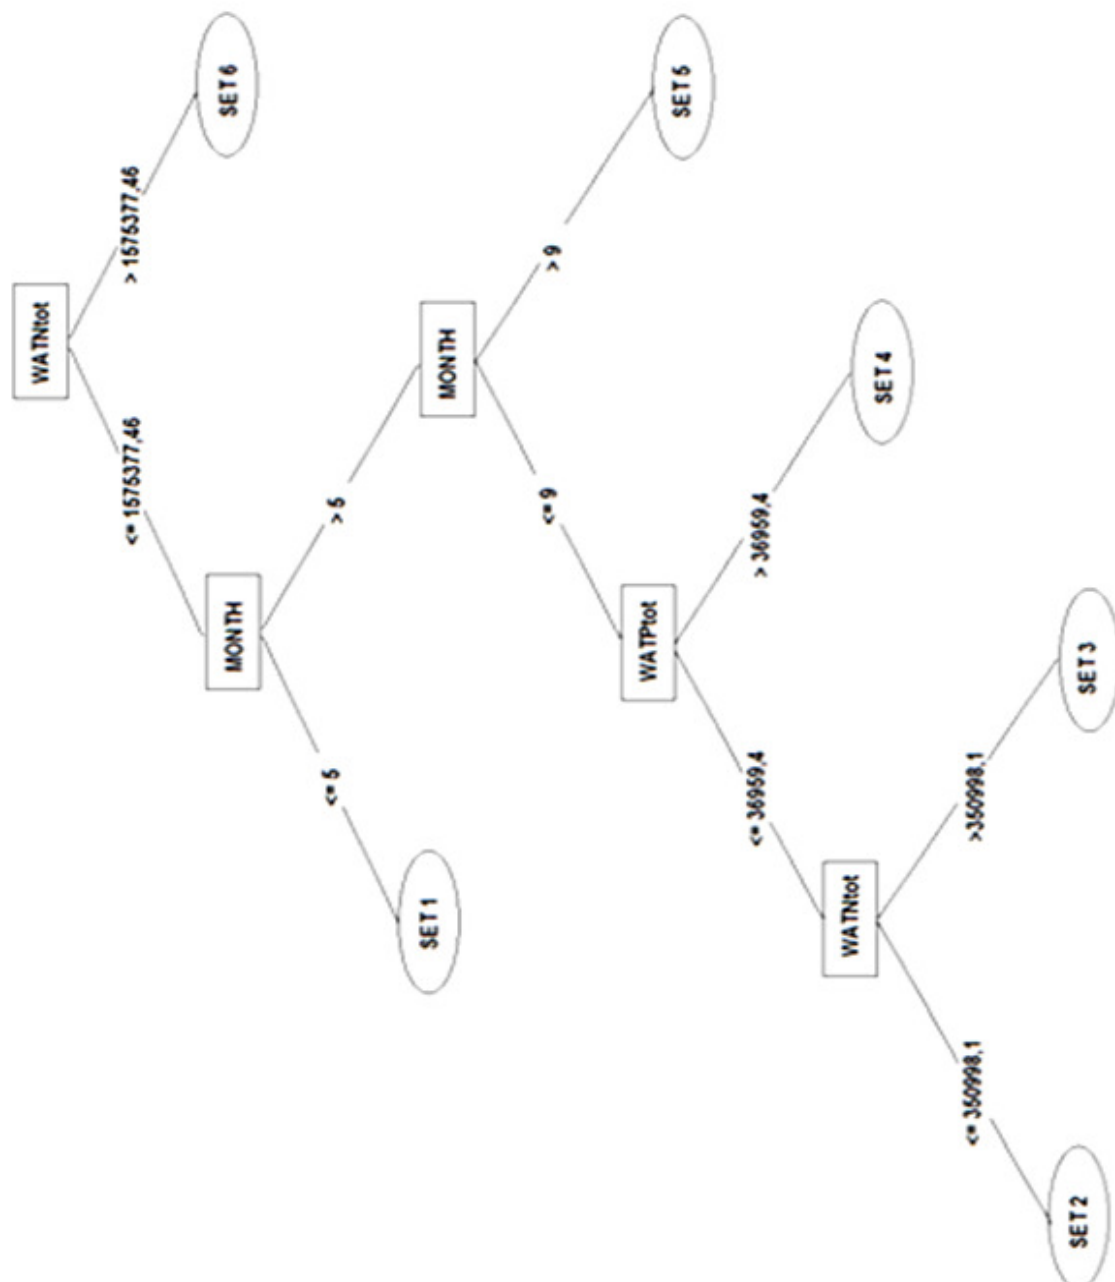 WATNtot
<= 1575377,46
> 1575377,46
MONTH
SET 6
<= 5
> 5
SET 1
MONTH
<= 9
> 9
WATPtot
SET 5
<= 36959,4
> 36959,4
WATNtot
SET 4
<= 350998,1
>350998,1
SET 2
SET 3